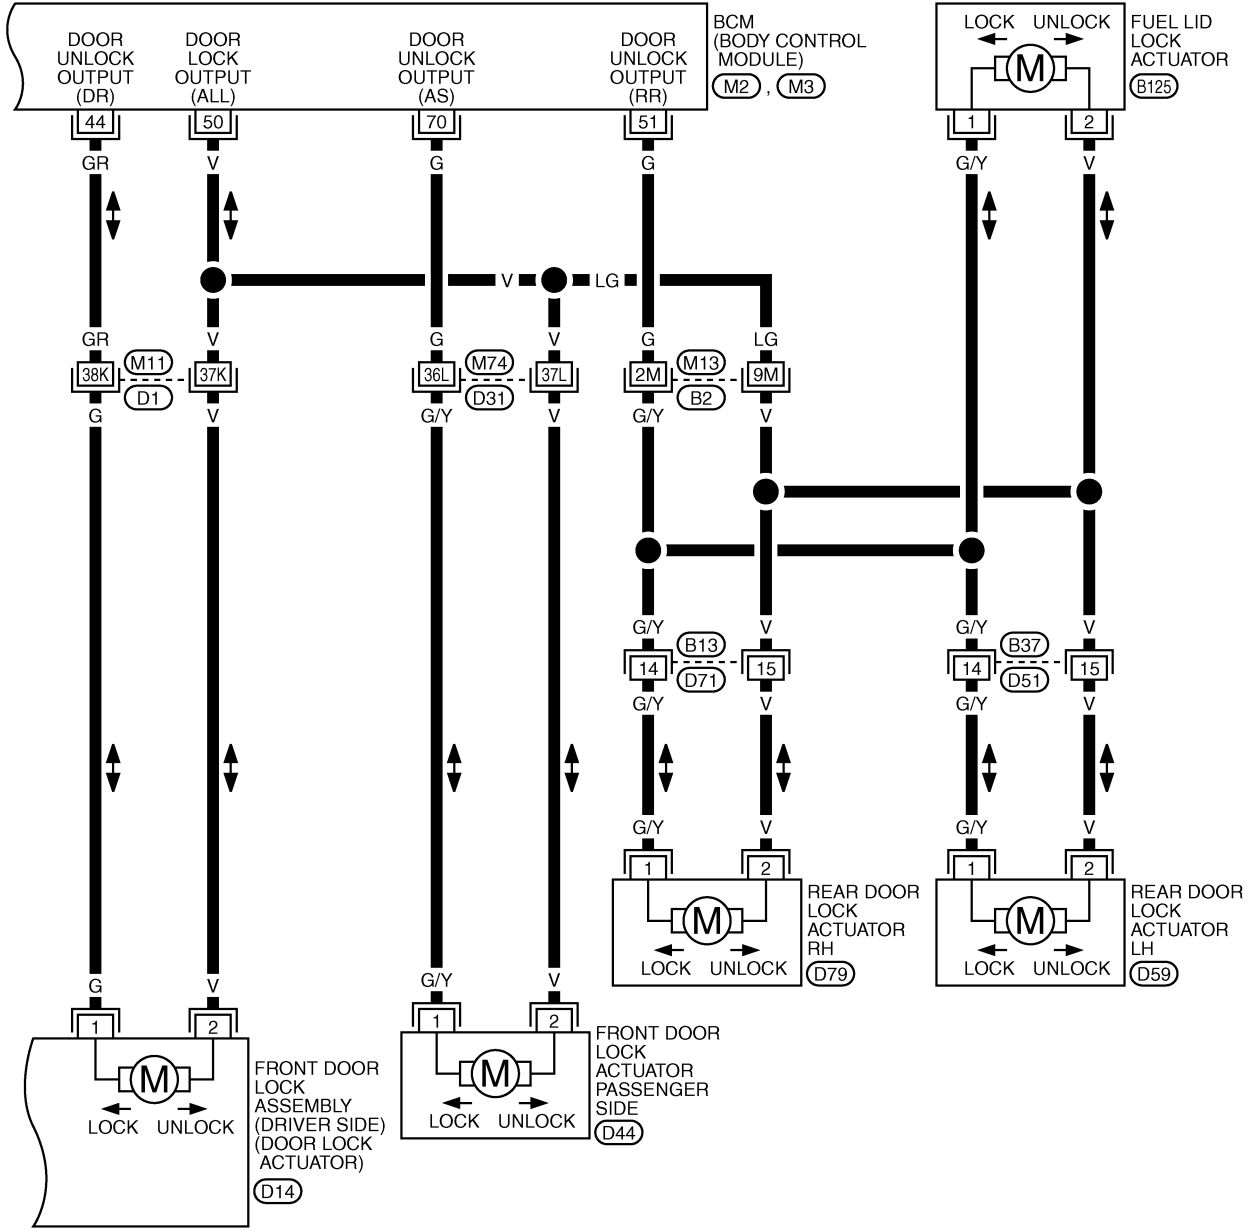 DOOR UNLOCK OUTPUT (DR)
DOOR LOCK OUTPUT (ALL)
DOOR UNLOCK OUTPUT (AS)
DOOR UNLOCK OUTPUT (RR)
BCM
(BODY CONTROL
MODULE)
M2 , M3
LOCK UNLOCK
M
FUEL LID
LOCK
ACTUATOR
B125
44 50 70 51 1 2
GR V G G G/Y V
V LG
GR V G V G LG
38K M11 37K 36L M74 37L 2M M13 9M
D1 D31 B2
G V G/Y V G/Y V
G/Y V G/Y V
14 B13 15 14 B37 15
D71 D51
G/Y V G/Y V
G/Y V G/Y V
1 2 1 2
M M
LOCK UNLOCK LOCK UNLOCK
REAR DOOR
LOCK
ACTUATOR
RH
D79
REAR DOOR
LOCK
ACTUATOR
LH
D59
G V G/Y V
1 2 1 2
M M
LOCK UNLOCK LOCK UNLOCK
FRONT DOOR
LOCK
ACTUATOR
PASSENGER
SIDE
D44
FRONT DOOR
LOCK
ASSEMBLY
(DRIVER SIDE)
(DOOR LOCK
ACTUATOR)
D14